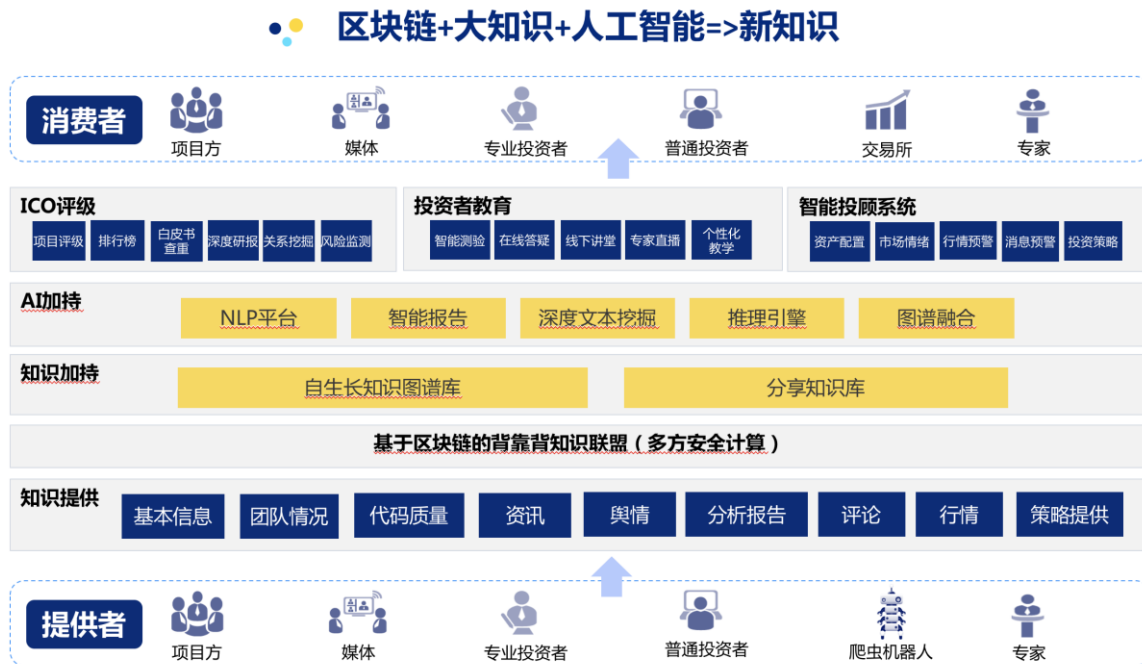 区块链+大知识+人工智能=>新知识
消费者
项目方
媒体
专业投资者
普通投资者
交易所
专家
ICO评级
项目评级
排行榜
白皮书
查重
深度研报
关系挖掘
风险监测
投资者教育
智能测验
在线答疑
线下讲堂
专家直播
个性化
教学
智能投顾系统
资产配置
市场情绪
行情预警
消息预警
投资策略
AI加持
NLP平台
智能报告
深度文本挖掘
推理引擎
图谱融合
知识加持
自生长知识图谱库
分享知识库
基于区块链的背靠背知识联盟（多方安全计算）
知识提供
基本信息
团队情况
代码质量
资讯
舆情
分析报告
评论
行情
策略提供
提供者
项目方
媒体
专业投资者
普通投资者
爬虫机器人
专家